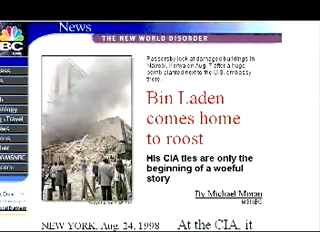 News
THE NEW WORLD DISORDER
NBC
Passersby look at damaged buildings in
Nairobi, Kenya on Aug. 7 after a huge
bomb planted next to the U.S. embassy
there.
Bin Laden
comes home
to roost
His CIA ties are only the
beginning of a woeful
story
By Michael Moran
MSNBC
NEW YORK, Aug. 24, 1998
At the CIA, it